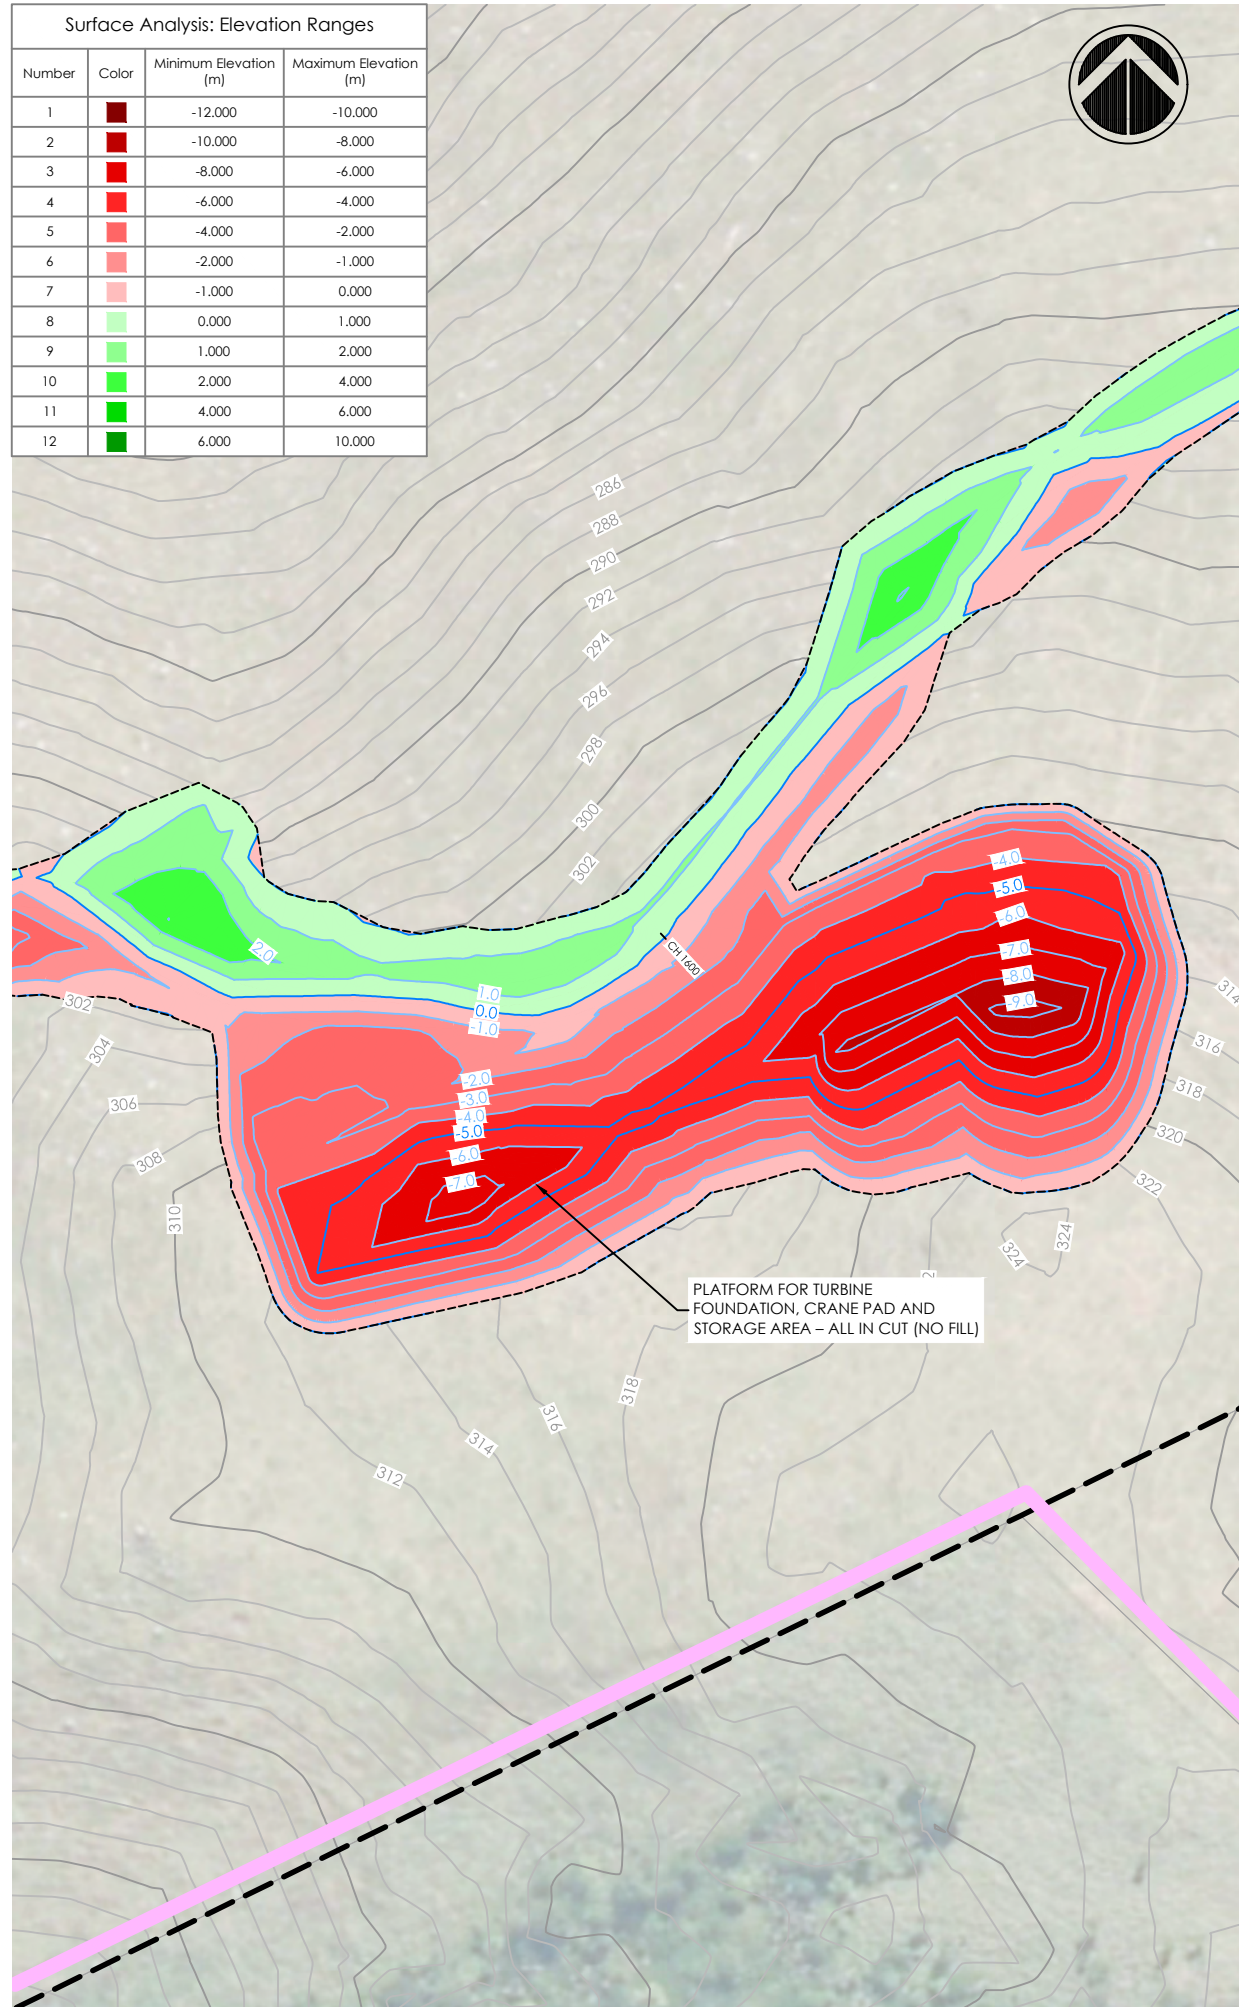 Surface Analysis: Elevation Ranges
Number Color Minimum Elevation (m) Maximum Elevation (m)
1 -12.000 -10.000
2 -10.000 -8.000
3 -8.000 -6.000
4 -6.000 -4.000
5 -4.000 -2.000
6 -2.000 -1.000
7 -1.000 0.000
8 0.000 1.000
9 1.000 2.000
10 2.000 4.000
11 4.000 6.000
12 6.000 10.000
286
288
290
292
294
296
298
300
302
-4.0
-5.0
-6.0
-7.0
-8.0
-9.0
2.0
CH 1600
1.0
0.0
-1.0
-2.0
-3.0
-4.0
-5.0
-6.0
-7.0
302
304
306
308
310
314
316
318
320
322
324
324
PLATFORM FOR TURBINE
FOUNDATION, CRANE PAD AND
STORAGE AREA – ALL IN CUT (NO FILL)
318
316
314
312